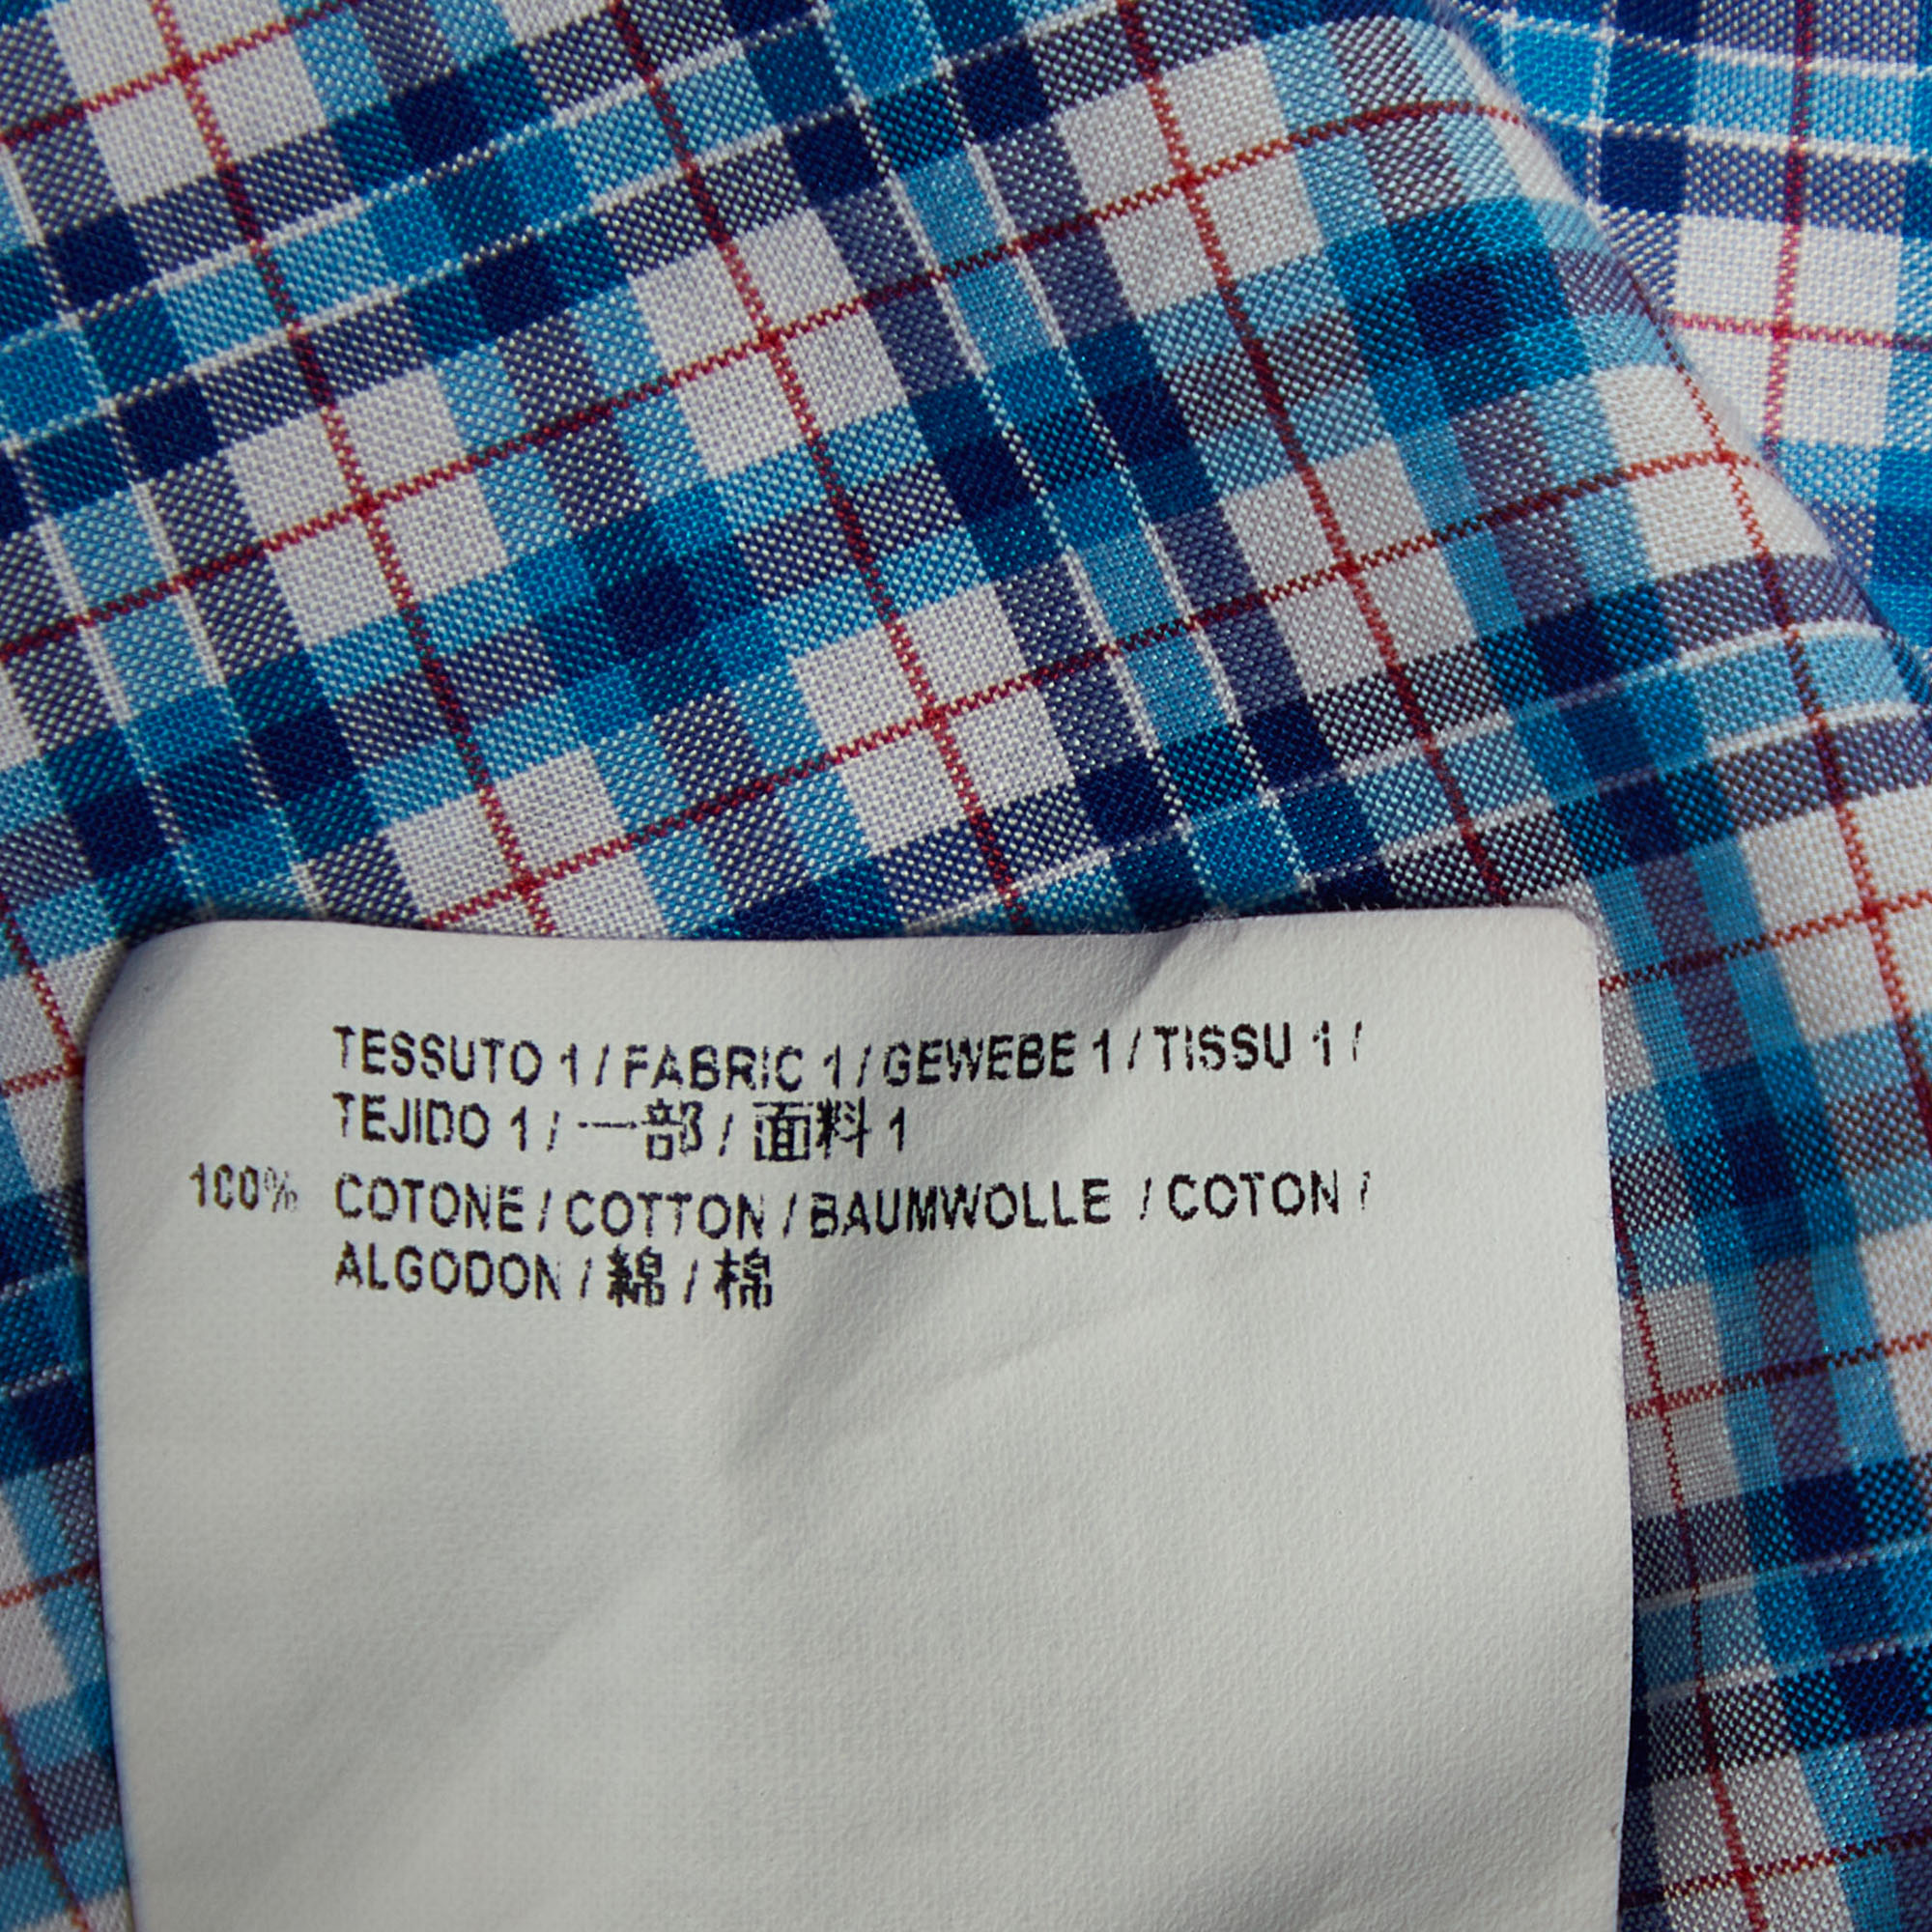 TESSUTO 1 / FABRIC 1 / GEWEBE 1 / TISSU 1 /
TEJIDO 1 / 一部 / 面料 1
100% COTONE / COTTON / BAUMWOLLE / COTON /
ALGODON / 綿 / 棉